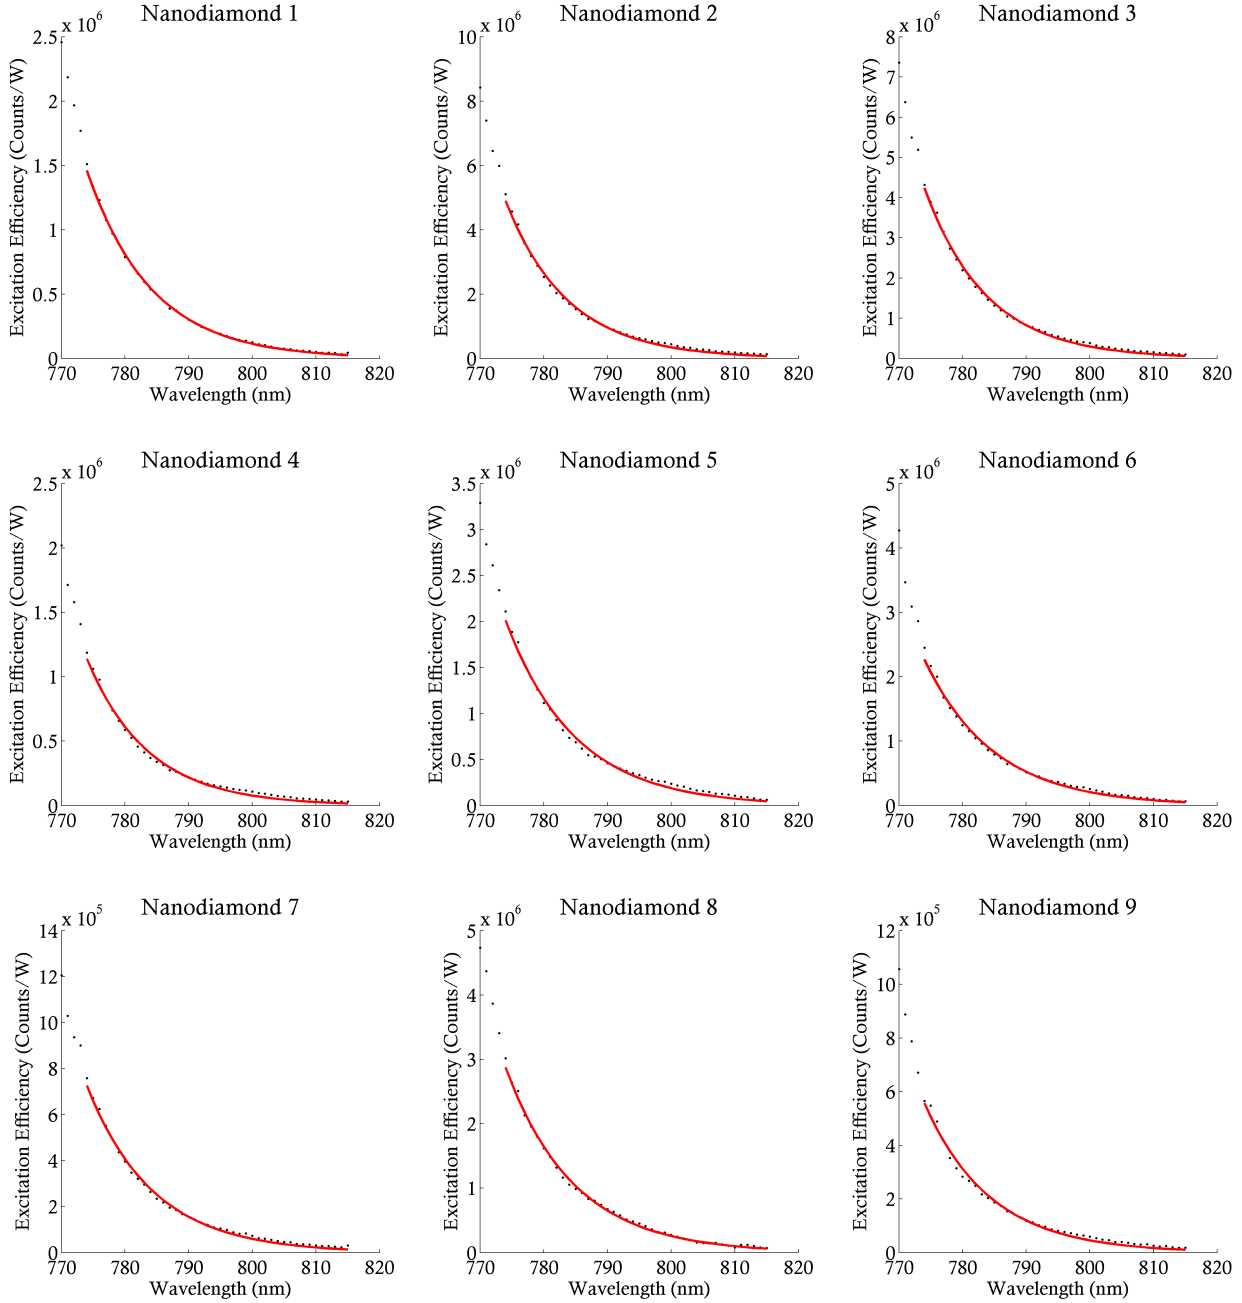 Nanodiamond 1
x 10^6
2.5
2
1.5
1
0.5
0
770 780 790 800 810 820
Wavelength (nm)
Excitation Efficiency (Counts/W)
Nanodiamond 2
x 10^6
10
8
6
4
2
0
770 780 790 800 810 820
Wavelength (nm)
Excitation Efficiency (Counts/W)
Nanodiamond 3
x 10^6
8
7
6
5
4
3
2
1
0
770 780 790 800 810 820
Wavelength (nm)
Excitation Efficiency (Counts/W)
Nanodiamond 4
x 10^6
2.5
2
1.5
1
0.5
0
770 780 790 800 810 820
Wavelength (nm)
Excitation Efficiency (Counts/W)
Nanodiamond 5
x 10^6
3.5
3
2.5
2
1.5
1
0.5
0
770 780 790 800 810 820
Wavelength (nm)
Excitation Efficiency (Counts/W)
Nanodiamond 6
x 10^6
5
4
3
2
1
0
770 780 790 800 810 820
Wavelength (nm)
Excitation Efficiency (Counts/W)
Nanodiamond 7
x 10^5
14
12
10
8
6
4
2
0
770 780 790 800 810 820
Wavelength (nm)
Excitation Efficiency (Counts/W)
Nanodiamond 8
x 10^6
5
4
3
2
1
0
770 780 790 800 810 820
Wavelength (nm)
Excitation Efficiency (Counts/W)
Nanodiamond 9
x 10^5
12
10
8
6
4
2
0
770 780 790 800 810 820
Wavelength (nm)
Excitation Efficiency (Counts/W)